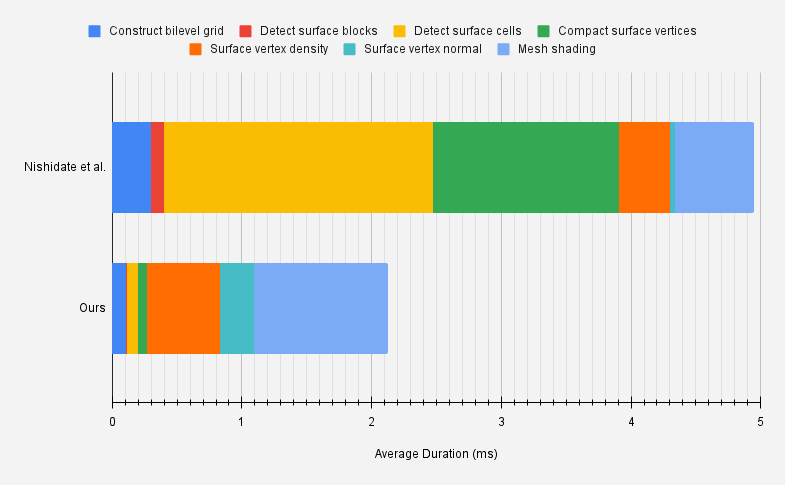 Construct bilevel grid Detect surface blocks Detect surface cells Compact surface vertices
Surface vertex density Surface vertex normal Mesh shading
Nishidate et al.
Ours
0 1 2 3 4 5
Average Duration (ms)